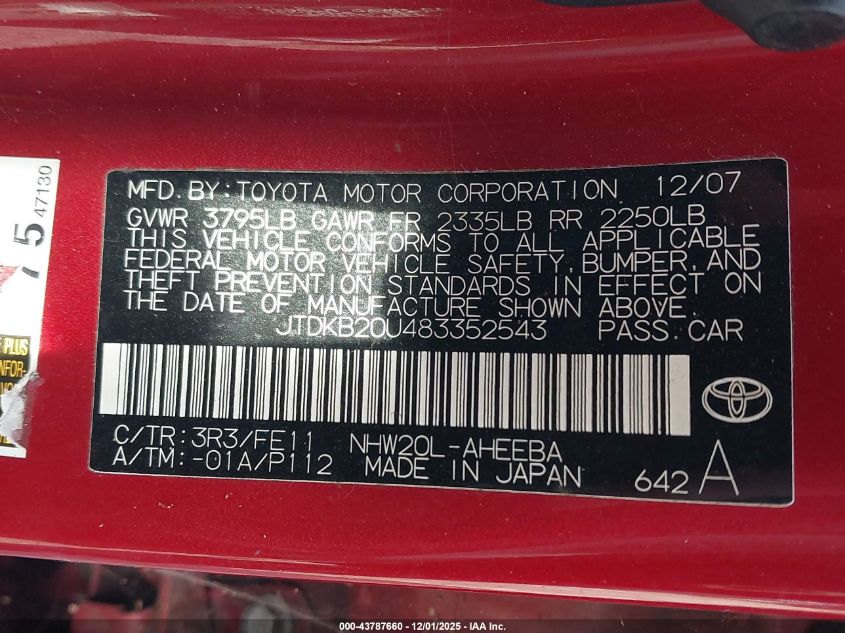 MFD. BY: TOYOTA MOTOR CORPORATION 12/07
GVWR 3795LB GAWR FR 2335LB RR 2250LB
THIS VEHICLE CONFORMS TO ALL APPLICABLE
FEDERAL MOTOR VEHICLE SAFETY, BUMPER, AND
THEFT PREVENTION STANDARDS IN EFFECT ON
THE DATE OF MANUFACTURE SHOWN ABOVE.
JTDKB20U483352543 PASS. CAR
C/TR: 3R3/FE11 NHW20L-AHEEBA
A/TM: -01A/P112 MADE IN JAPAN
642 A
47130
5
PLUS
000-43787660 - 12/01/2025 - IAA, Inc.